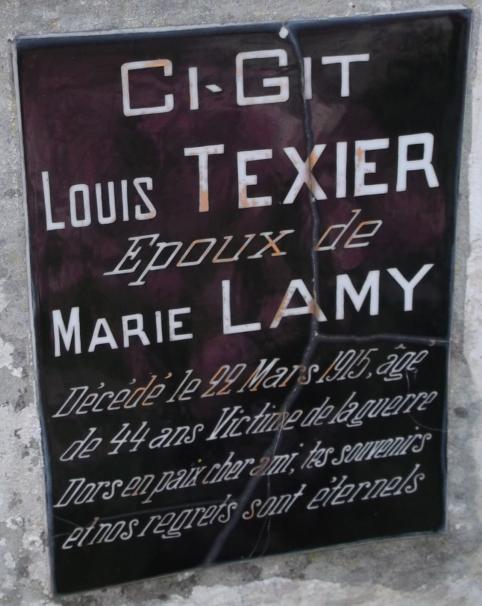 CI-GIT
LOUIS TEXIER
Epoux de
MARIE LAMY
Décédé le 22 Mars 1915, âgé
de 44 ans Victime de la guerre
Dors en paix cher ami, tes souvenirs
et nos regrets sont éternels